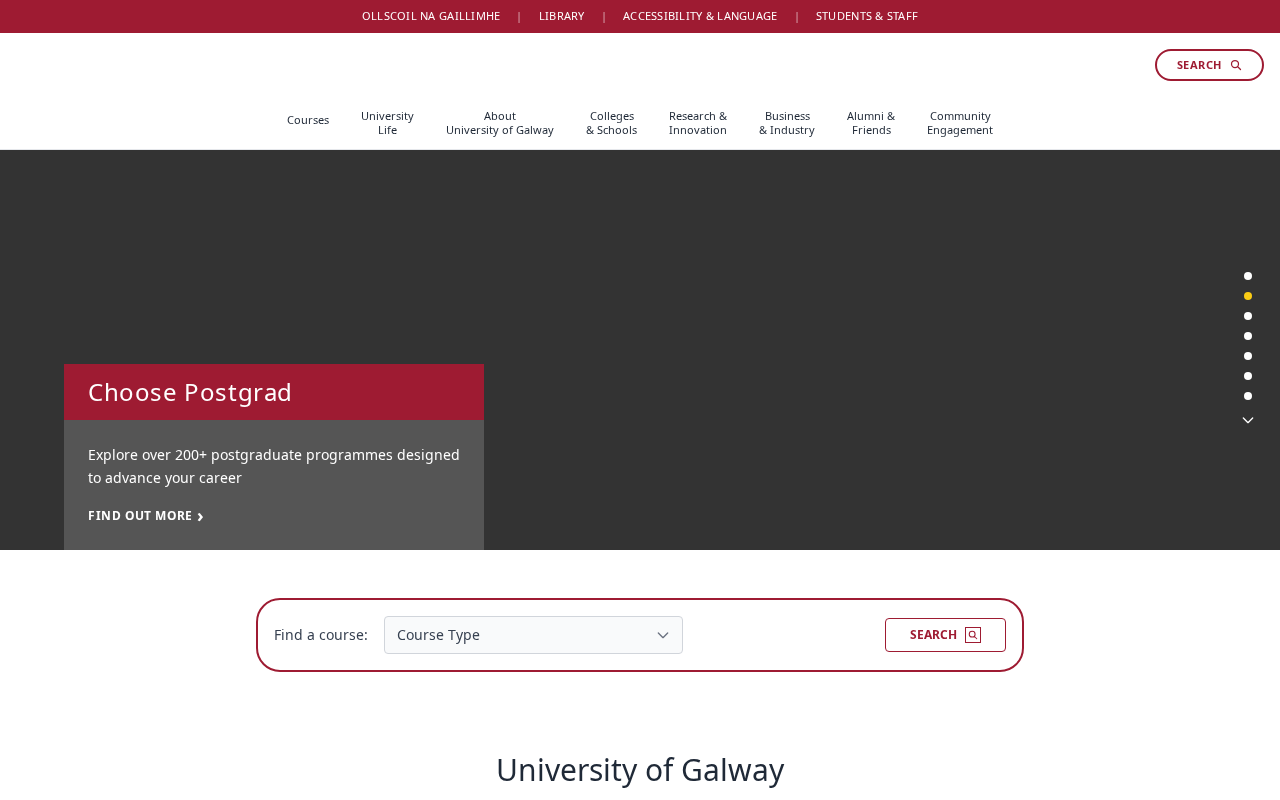 OLLSCOIL NA GAILLIMHE | LIBRARY | ACCESSIBILITY & LANGUAGE | STUDENTS & STAFF
SEARCH
Courses
University
Life
About
University of Galway
Colleges
& Schools
Research &
Innovation
Business
& Industry
Alumni &
Friends
Community
Engagement
Choose Postgrad
Explore over 200+ postgraduate programmes designed
to advance your career
FIND OUT MORE ›
Find a course:
Course Type
SEARCH
University of Galway